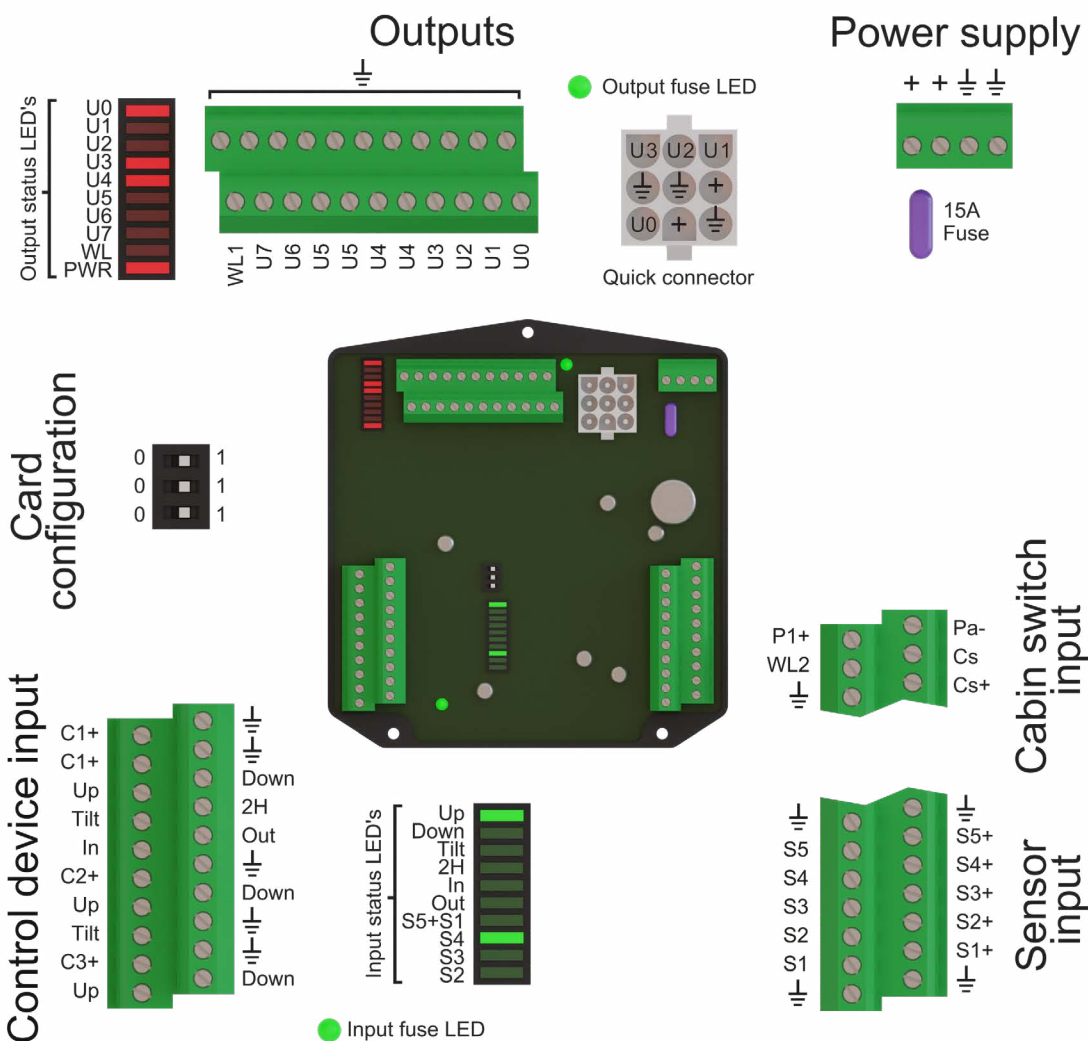 Outputs
Power supply
Output status LED's
U0
U1
U2
U3
U4
U5
U6
U7
WL
PWR
WL1 U7 U6 U5 U5 U4 U4 U3 U2 U1 U0
Output fuse LED
U3 U2 U1
+
U0 +
Quick connector
+ +
15A
Fuse
Card
configuration
0 1
0 1
0 1
Control device input
C1+
C1+
Up
Tilt
In
C2+
Up
Tilt
C3+
Up
Down
2H
Out
Down
Down
Input status LED's
Up
Down
Tilt
2H
In
Out
S5+S1
S4
S3
S2
Input fuse LED
Cabin switch
input
P1+
WL2
Pa-
Cs
Cs+
Sensor
input
S5
S4
S3
S2
S1
S5+
S4+
S3+
S2+
S1+